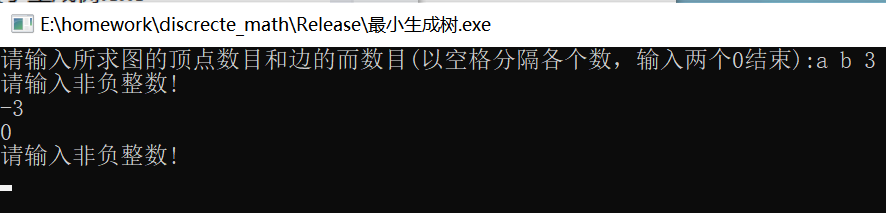 E:\homework\discrecte_math\Release\最小生成树.exe
请输入所求图的顶点数目和边的而数目(以空格分隔各个数，输入两个0结束):a b 3
请输入非负整数!
-3
0
请输入非负整数!